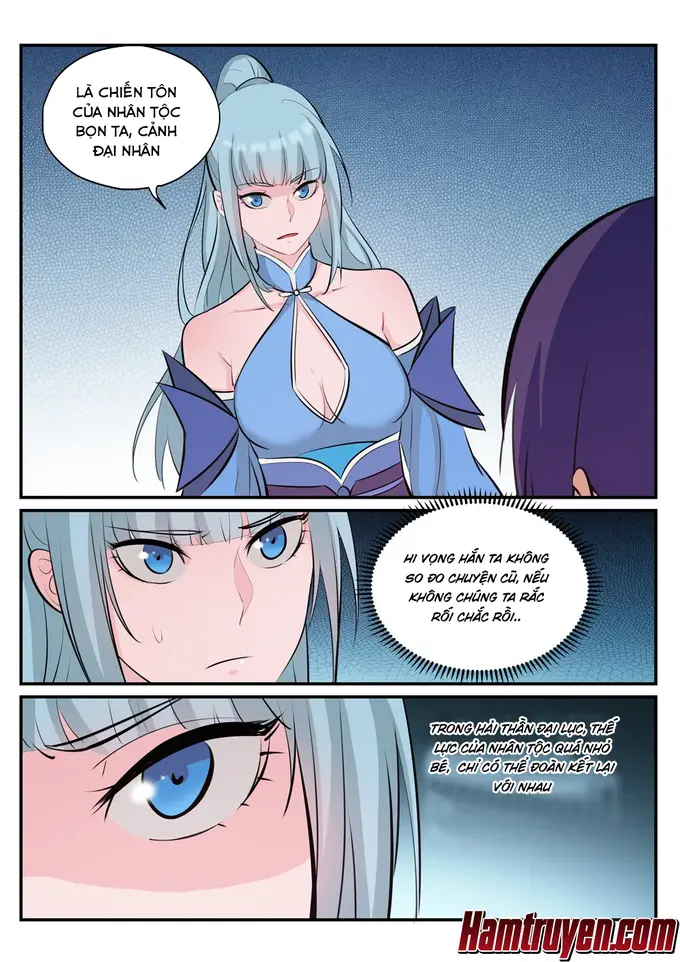 LÀ CHIẾN TÔN
CỦA NHÂN TỘC
BỌN TA, CẢNH
ĐẠI NHÂN
HI VỌNG HẮN TA KHÔNG
SO ĐO CHUYỆN CŨ, NẾU
KHÔNG CHÚNG TA RẮC
RỐI CHẮC RỒI..
TRONG HẢI THẦN ĐẠI LỤC, THẾ
LỰC CỦA NHÂN TỘC QUÁ NHỎ
BÉ, CHỈ CÓ THỂ ĐOÀN KẾT LẠI
VỚI NHAU
Hamtruyen.com